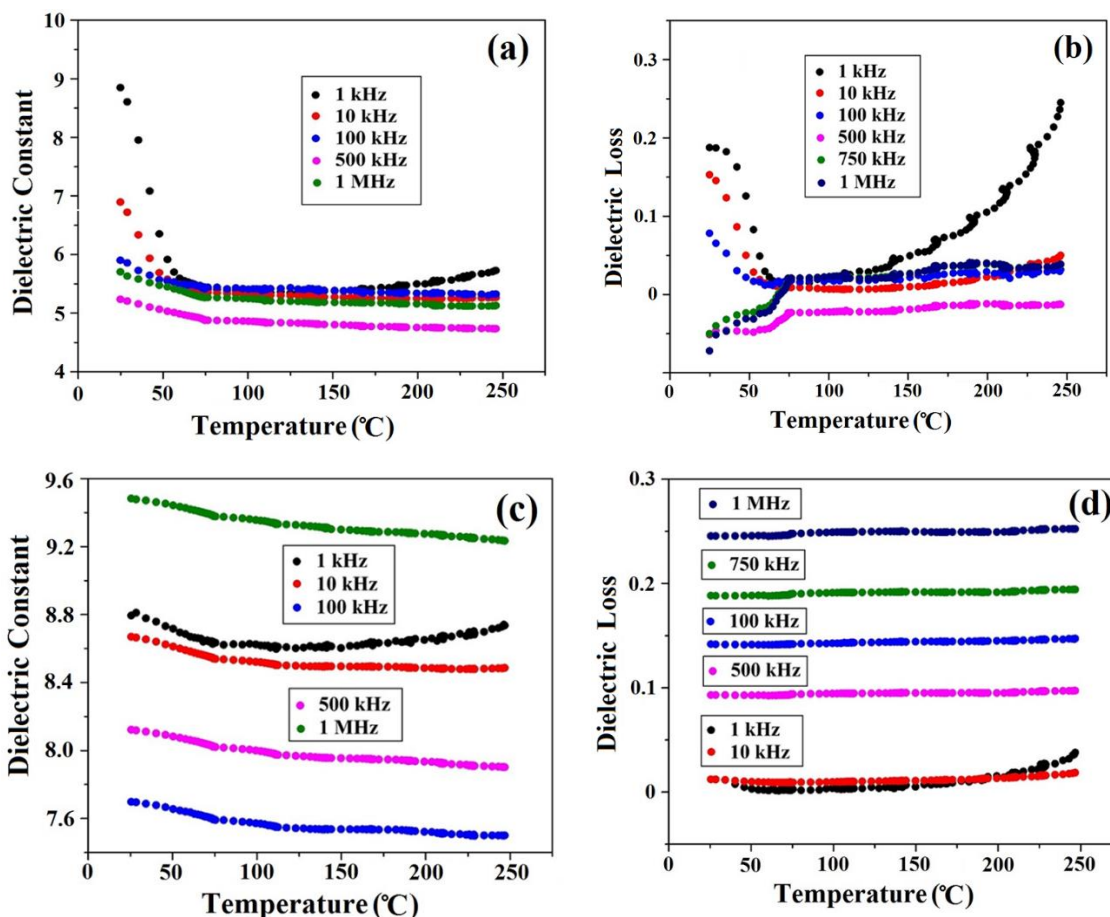 (a)
10
9
8
7
6
5
4
Dielectric Constant
1 kHz
10 kHz
100 kHz
500 kHz
1 MHz
0 50 100 150 200 250
Temperature (℃)
(b)
0.3
0.2
0.1
0
Dielectric Loss
1 kHz
10 kHz
100 kHz
500 kHz
750 kHz
1 MHz
0 50 100 150 200 250
Temperature (℃)
(c)
9.6
9.2
8.8
8.4
8.0
7.6
Dielectric Constant
1 kHz
10 kHz
100 kHz
500 kHz
1 MHz
0 50 100 150 200 250
Temperature (℃)
(d)
0.3
0.2
0.1
0
Dielectric Loss
1 MHz
750 kHz
100 kHz
500 kHz
1 kHz
10 kHz
0 50 100 150 200 250
Temperature (℃)